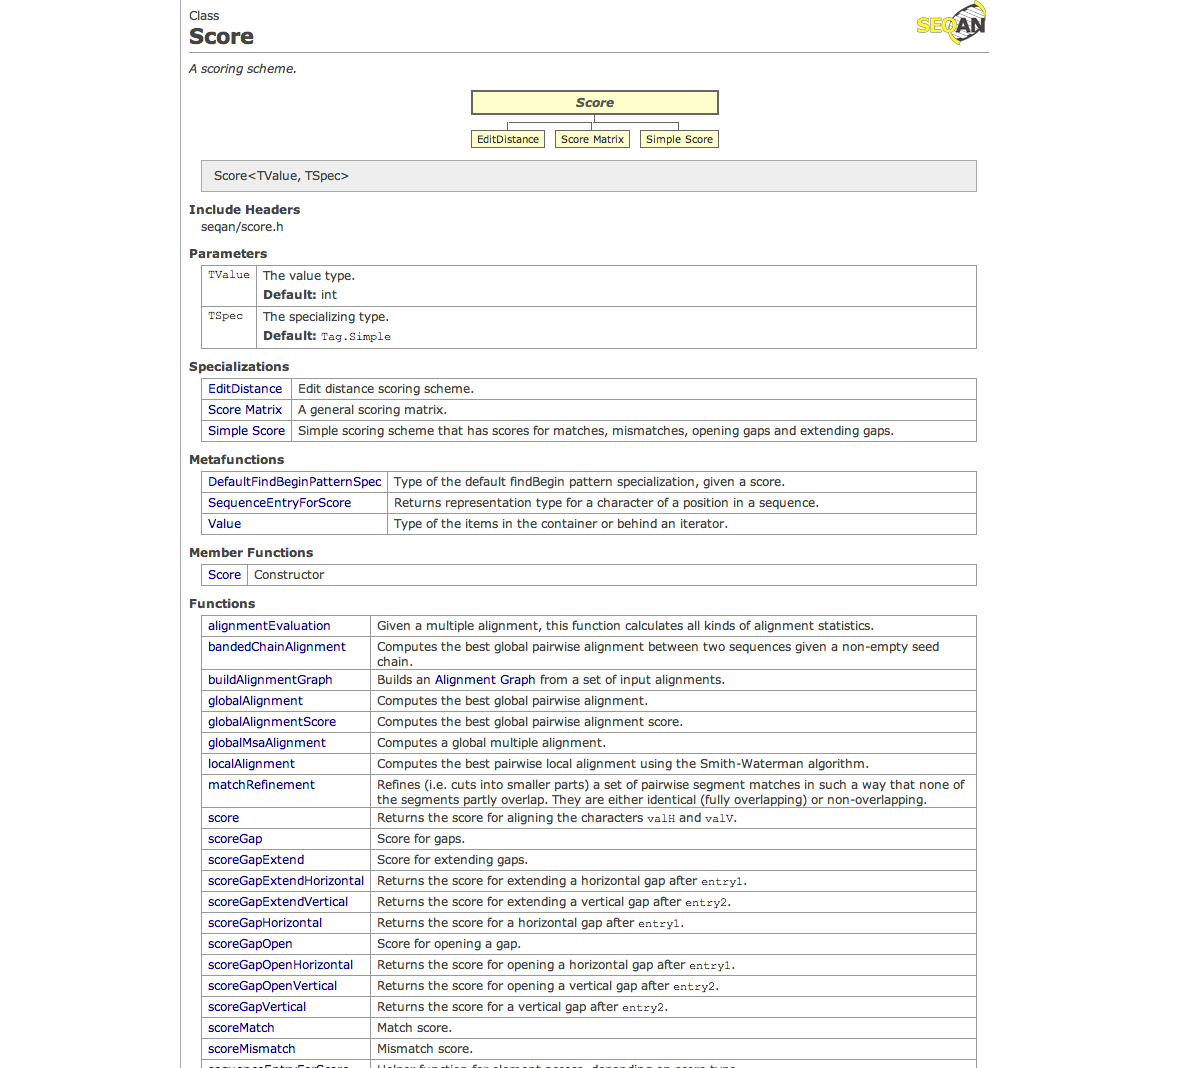 Class
Score
SEQAN
A scoring scheme.
Score
EditDistance
Score Matrix
Simple Score
Score<TValue, TSpec>
Include Headers
seqan/score.h
Parameters
TValue The value type.
Default: int
TSpec The specializing type.
Default: Tag.Simple
Specializations
EditDistance Edit distance scoring scheme.
Score Matrix A general scoring matrix.
Simple Score Simple scoring scheme that has scores for matches, mismatches, opening gaps and extending gaps.
Metafunctions
DefaultFindBeginPatternSpec Type of the default findBegin pattern specialization, given a score.
SequenceEntryForScore Returns representation type for a character of a position in a sequence.
Value Type of the items in the container or behind an iterator.
Member Functions
Score Constructor
Functions
alignmentEvaluation Given a multiple alignment, this function calculates all kinds of alignment statistics.
bandedChainAlignment Computes the best global pairwise alignment between two sequences given a non-empty seed
chain.
buildAlignmentGraph Builds an Alignment Graph from a set of input alignments.
globalAlignment Computes the best global pairwise alignment.
globalAlignmentScore Computes the best global pairwise alignment score.
globalMsaAlignment Computes a global multiple alignment.
localAlignment Computes the best pairwise local alignment using the Smith-Waterman algorithm.
matchRefinement Refines (i.e. cuts into smaller parts) a set of pairwise segment matches in such a way that none of
the segments partly overlap. They are either identical (fully overlapping) or non-overlapping.
score Returns the score for aligning the characters valH and valV.
scoreGap Score for gaps.
scoreGapExtend Score for extending gaps.
scoreGapExtendHorizontal Returns the score for extending a horizontal gap after entry1.
scoreGapExtendVertical Returns the score for extending a vertical gap after entry2.
scoreGapHorizontal Returns the score for a horizontal gap after entry1.
scoreGapOpen Score for opening a gap.
scoreGapOpenHorizontal Returns the score for opening a horizontal gap after entry1.
scoreGapOpenVertical Returns the score for opening a vertical gap after entry2.
scoreGapVertical Returns the score for a vertical gap after entry2.
scoreMatch Match score.
scoreMismatch Mismatch score.
sequenceEntryForScore Helper function for element access, depending on score type.